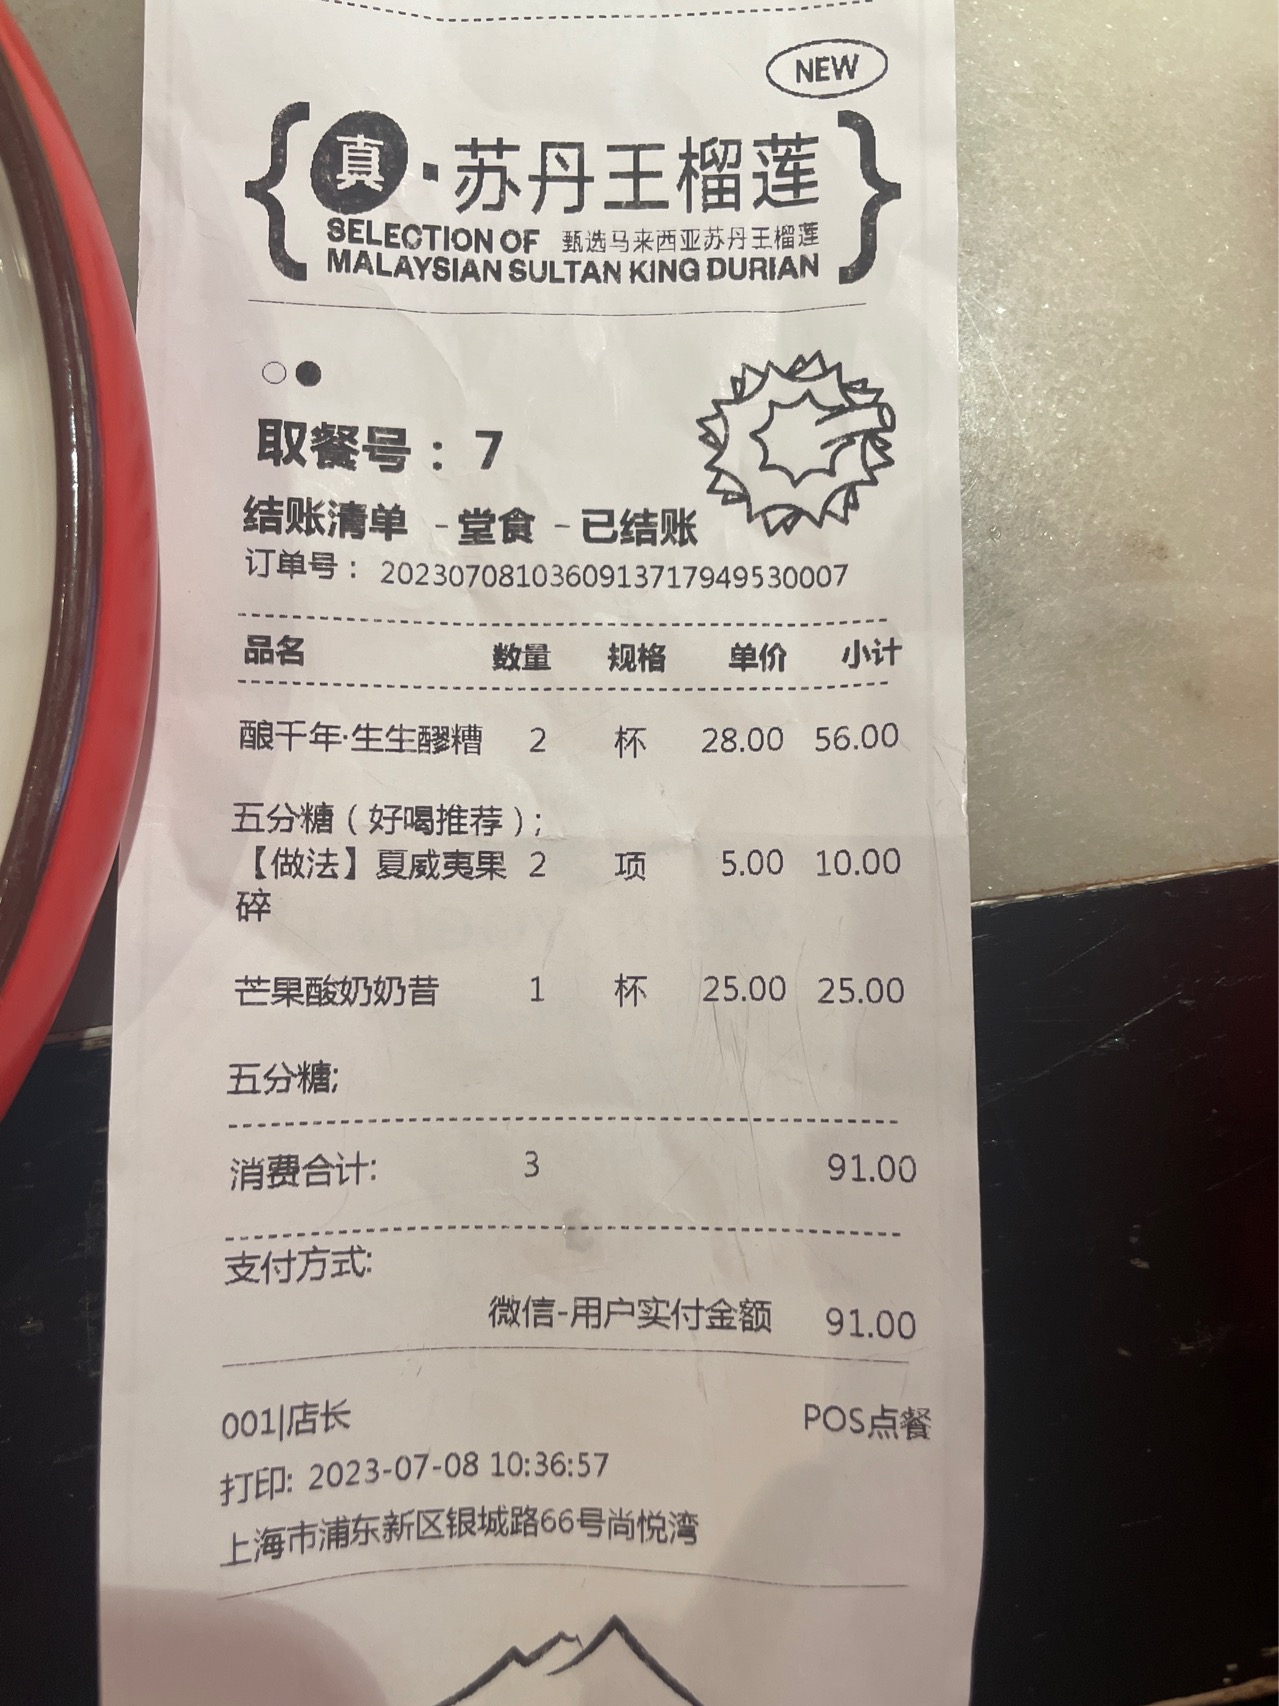 NEW
真·苏丹王榴莲
SELECTION OF 甄选马来西亚苏丹王榴莲
MALAYSIAN SULTAN KING DURIAN
取餐号：7
结账清单 -堂食 -已结账
订单号：20230708103609137179495​30007
品名 数量 规格 单价 小计
酿千年·生生醪糟 2 杯 28.00 56.00
五分糖（好喝推荐）;
【做法】夏威夷果 2 项 5.00 10.00
碎
芒果酸奶奶昔 1 杯 25.00 25.00
五分糖;
消费合计: 3 91.00
支付方式:
微信-用户实付金额 91.00
001|店长 POS点餐
打印: 2023-07-08 10:36:57
上海市浦东新区银城路66号尚悦湾